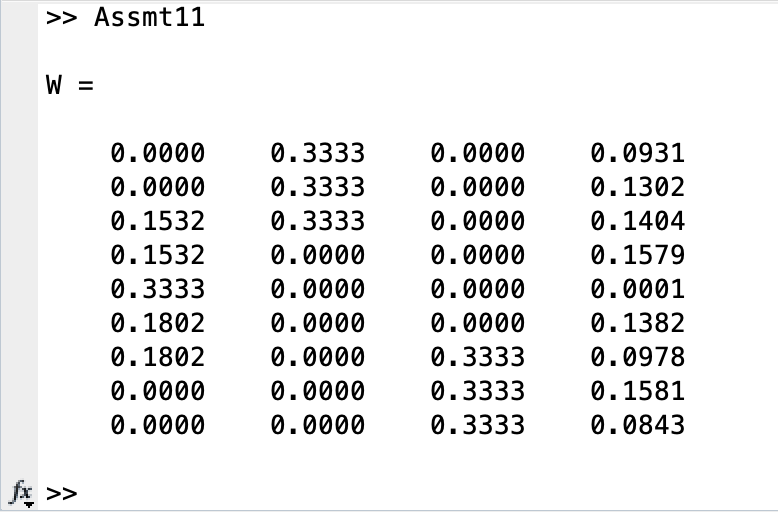 >> Assmt11
W =
0.0000 0.3333 0.0000 0.0931
0.0000 0.3333 0.0000 0.1302
0.1532 0.3333 0.0000 0.1404
0.1532 0.0000 0.0000 0.1579
0.3333 0.0000 0.0000 0.0001
0.1802 0.0000 0.0000 0.1382
0.1802 0.0000 0.3333 0.0978
0.0000 0.0000 0.3333 0.1581
0.0000 0.0000 0.3333 0.0843
fx >>